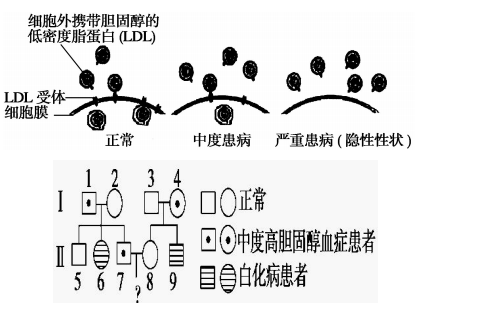 细胞外携带胆固醇的
低密度脂蛋白(LDL)
LDL 受体
细胞膜
正常 中度患病 严重患病(隐性性状)
1 2 3 4
Ⅰ
正常
中度高胆固醇血症患者
Ⅱ
白化病患者
5 6 7 8 9
?